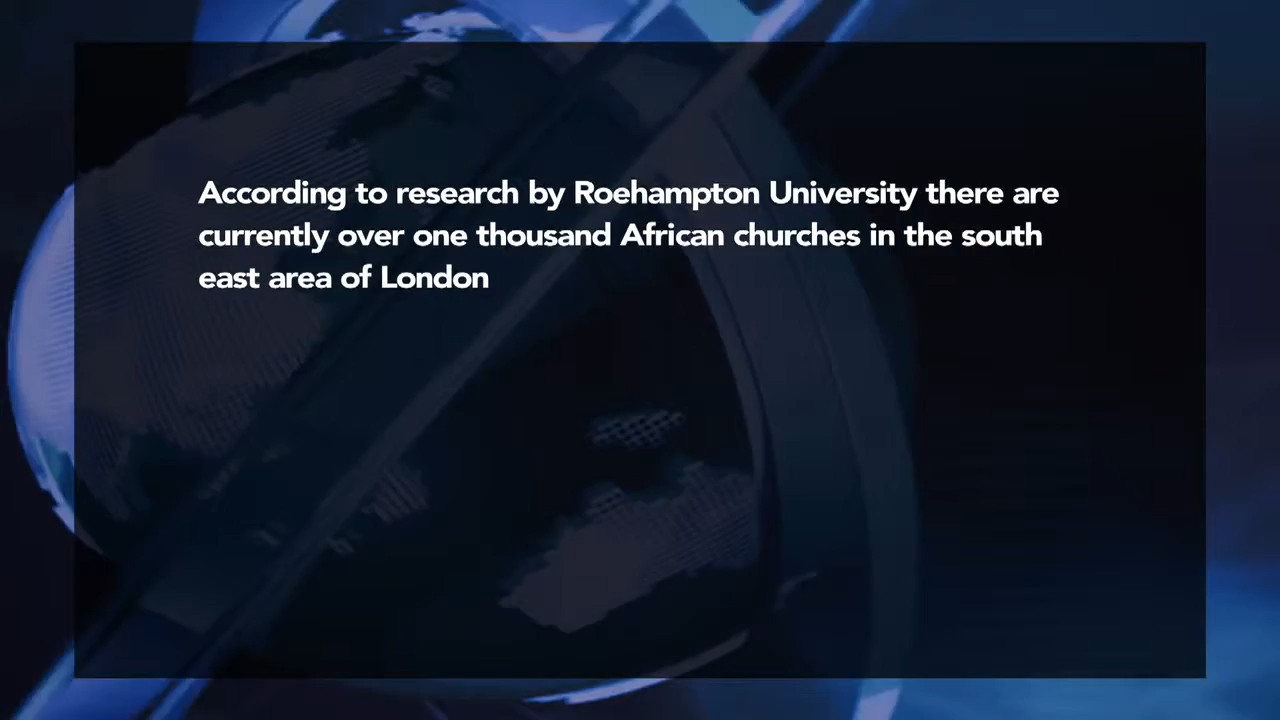 According to research by Roehampton University there are
currently over one thousand African churches in the south
east area of London